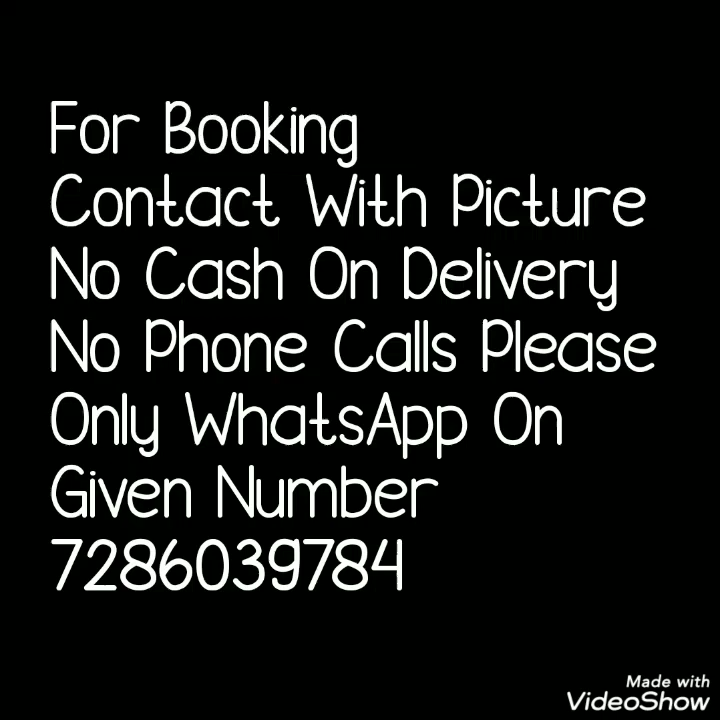 For Booking
Contact With Picture
No Cash On Delivery
No Phone Calls Please
Only WhatsApp On
Given Number
7286039784
Made with
VideoShow